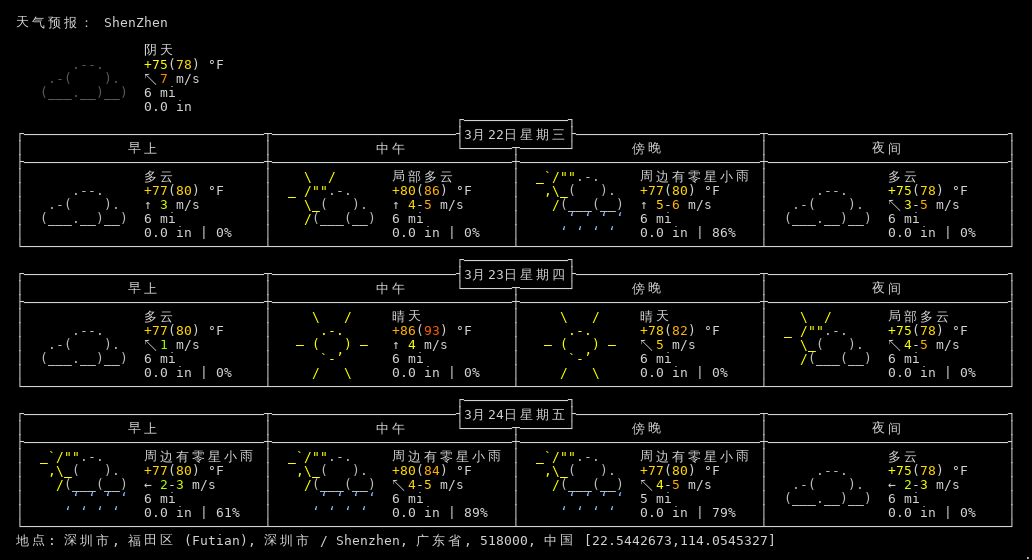 天气预报： ShenZhen
阴天
+75(78) °F
↖ 7 m/s
6 mi
0.0 in
3月22日星期三
早上 中午 傍晚 夜间
多云 局部多云 周边有零星小雨 多云
+77(80) °F +80(86) °F +77(80) °F +75(78) °F
↑ 3 m/s ↑ 4-5 m/s ↑ 5-6 m/s ↖ 3-5 m/s
6 mi 6 mi 6 mi 6 mi
0.0 in | 0% 0.0 in | 0% 0.0 in | 86% 0.0 in | 0%
3月23日星期四
早上 中午 傍晚 夜间
多云 晴天 晴天 局部多云
+77(80) °F +86(93) °F +78(82) °F +75(78) °F
↖ 1 m/s ↑ 4 m/s ↖ 5 m/s ↖ 4-5 m/s
6 mi 6 mi 6 mi 6 mi
0.0 in | 0% 0.0 in | 0% 0.0 in | 0% 0.0 in | 0%
3月24日星期五
早上 中午 傍晚 夜间
周边有零星小雨 周边有零星小雨 周边有零星小雨 多云
+77(80) °F +80(84) °F +77(80) °F +75(78) °F
← 2-3 m/s ↖ 4-5 m/s ↖ 4-5 m/s ← 2-3 m/s
6 mi 6 mi 5 mi 6 mi
0.0 in | 61% 0.0 in | 89% 0.0 in | 79% 0.0 in | 0%
地点: 深圳市, 福田区 (Futian), 深圳市 / Shenzhen, 广东省, 518000, 中国 [22.5442673,114.0545327]